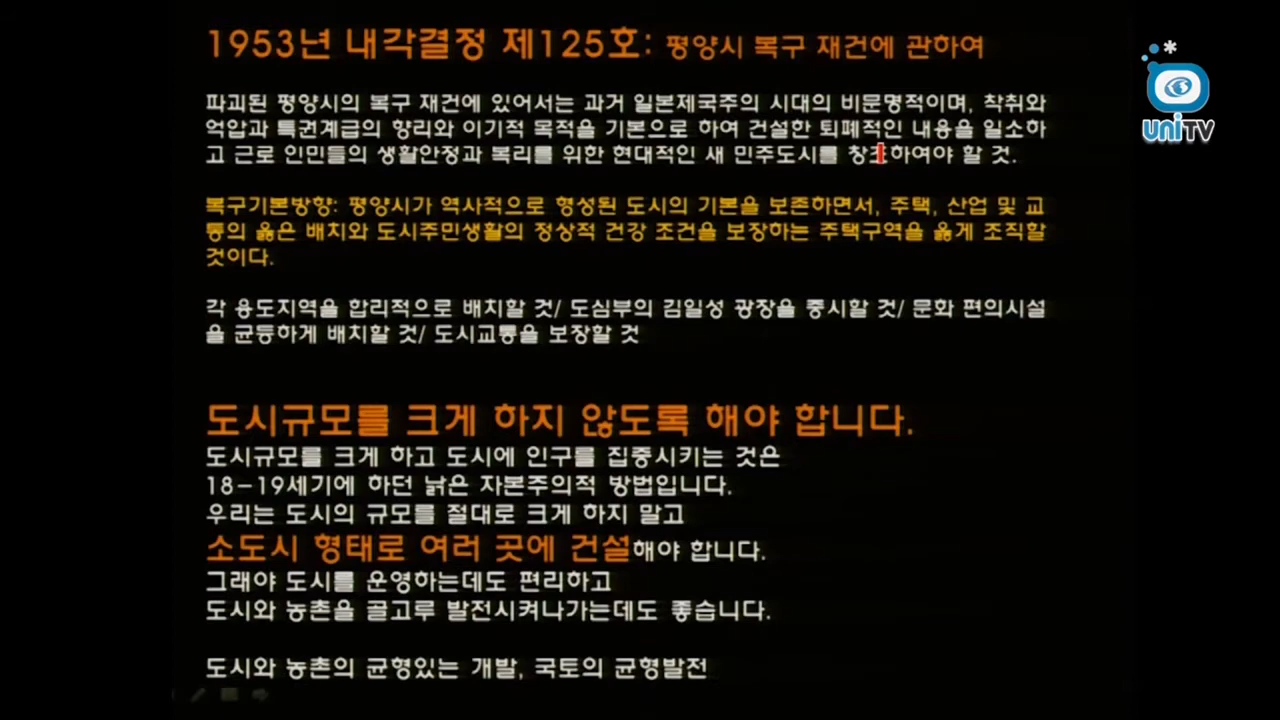 1953년 내각결정 제125호: 평양시 복구 재건에 관하여
파괴된 평양시의 복구 재건에 있어서는 과거 일본제국주의 시대의 비문명적이며, 착취와
억압과 특권계급의 향리와 이기적 목적을 기본으로 하여 건설한 퇴폐적인 내용을 일소하
고 근로 인민들의 생활안정과 복리를 위한 현대적인 새 민주도시를 창조하여야 할 것.
복구기본방향: 평양시가 역사적으로 형성된 도시의 기본을 보존하면서, 주택, 산업 및 교
통의 옳은 배치와 도시주민생활의 정상적 건강 조건을 보장하는 주택구역을 옳게 조직할
것이다.
각 용도지역을 합리적으로 배치할 것/ 도심부의 김일성 광장을 중시할 것/ 문화 편의시설
을 균등하게 배치할 것/ 도시교통을 보장할 것
도시규모를 크게 하지 않도록 해야 합니다.
도시규모를 크게 하고 도시에 인구를 집중시키는 것은
18-19세기에 하던 낡은 자본주의적 방법입니다.
우리는 도시의 규모를 절대로 크게 하지 말고
소도시 형태로 여러 곳에 건설해야 합니다.
그래야 도시를 운영하는데도 편리하고
도시와 농촌을 골고루 발전시켜나가는데도 좋습니다.
도시와 농촌의 균형있는 개발, 국토의 균형발전
uniTV